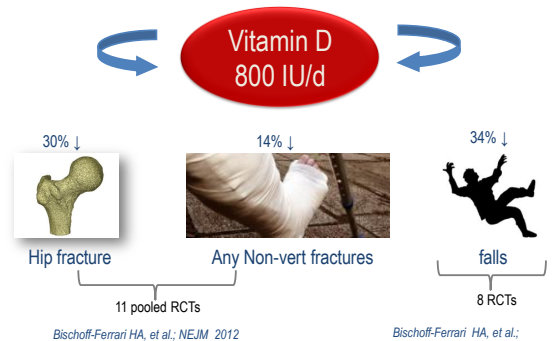 Vitamin D
800 IU/d
30% ↓
14% ↓
34% ↓
Hip fracture
Any Non-vert fractures
falls
11 pooled RCTs
8 RCTs
Bischoff-Ferrari HA, et al.; NEJM 2012
Bischoff-Ferrari HA, et al.;